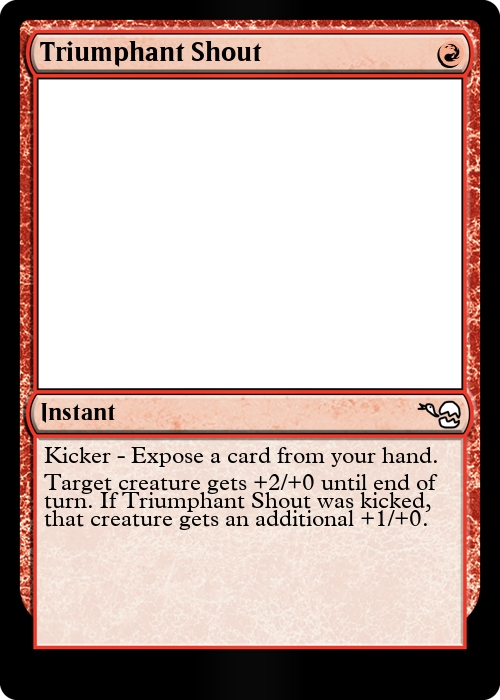 Triumphant Shout
Instant
Kicker - Expose a card from your hand.
Target creature gets +2/+0 until end of
turn. If Triumphant Shout was kicked,
that creature gets an additional +1/+0.